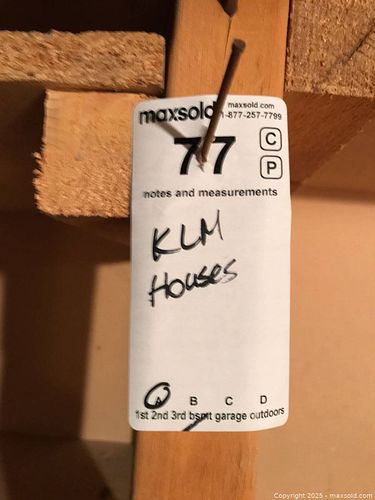 maxsold
maxsold.com
1-877-257-7799
77
C
P
notes and measurements
KLM
Houses
A B C D
1st 2nd 3rd bsmt garage outdoors
Copyright 2025 - maxsold.com